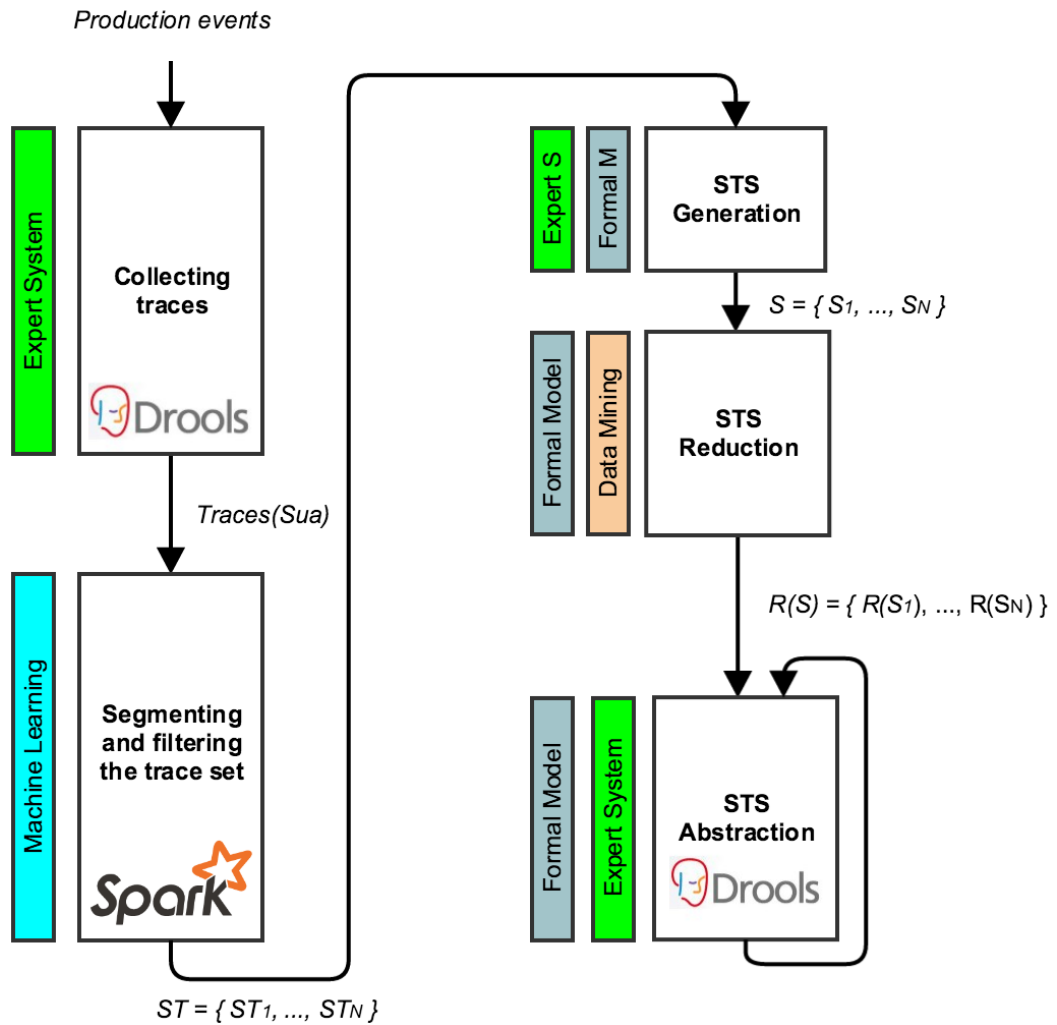 Production events
Expert System
Collecting
traces
Drools
Traces(Sua)
Machine Learning
Segmenting
and filtering
the trace set
Spark
ST = { ST1, ..., STN }
Expert S
Formal M
STS
Generation
S = { S1, ..., SN }
Formal Model
Data Mining
STS
Reduction
R(S) = { R(S1), ..., R(SN) }
Formal Model
Expert System
STS
Abstraction
Drools